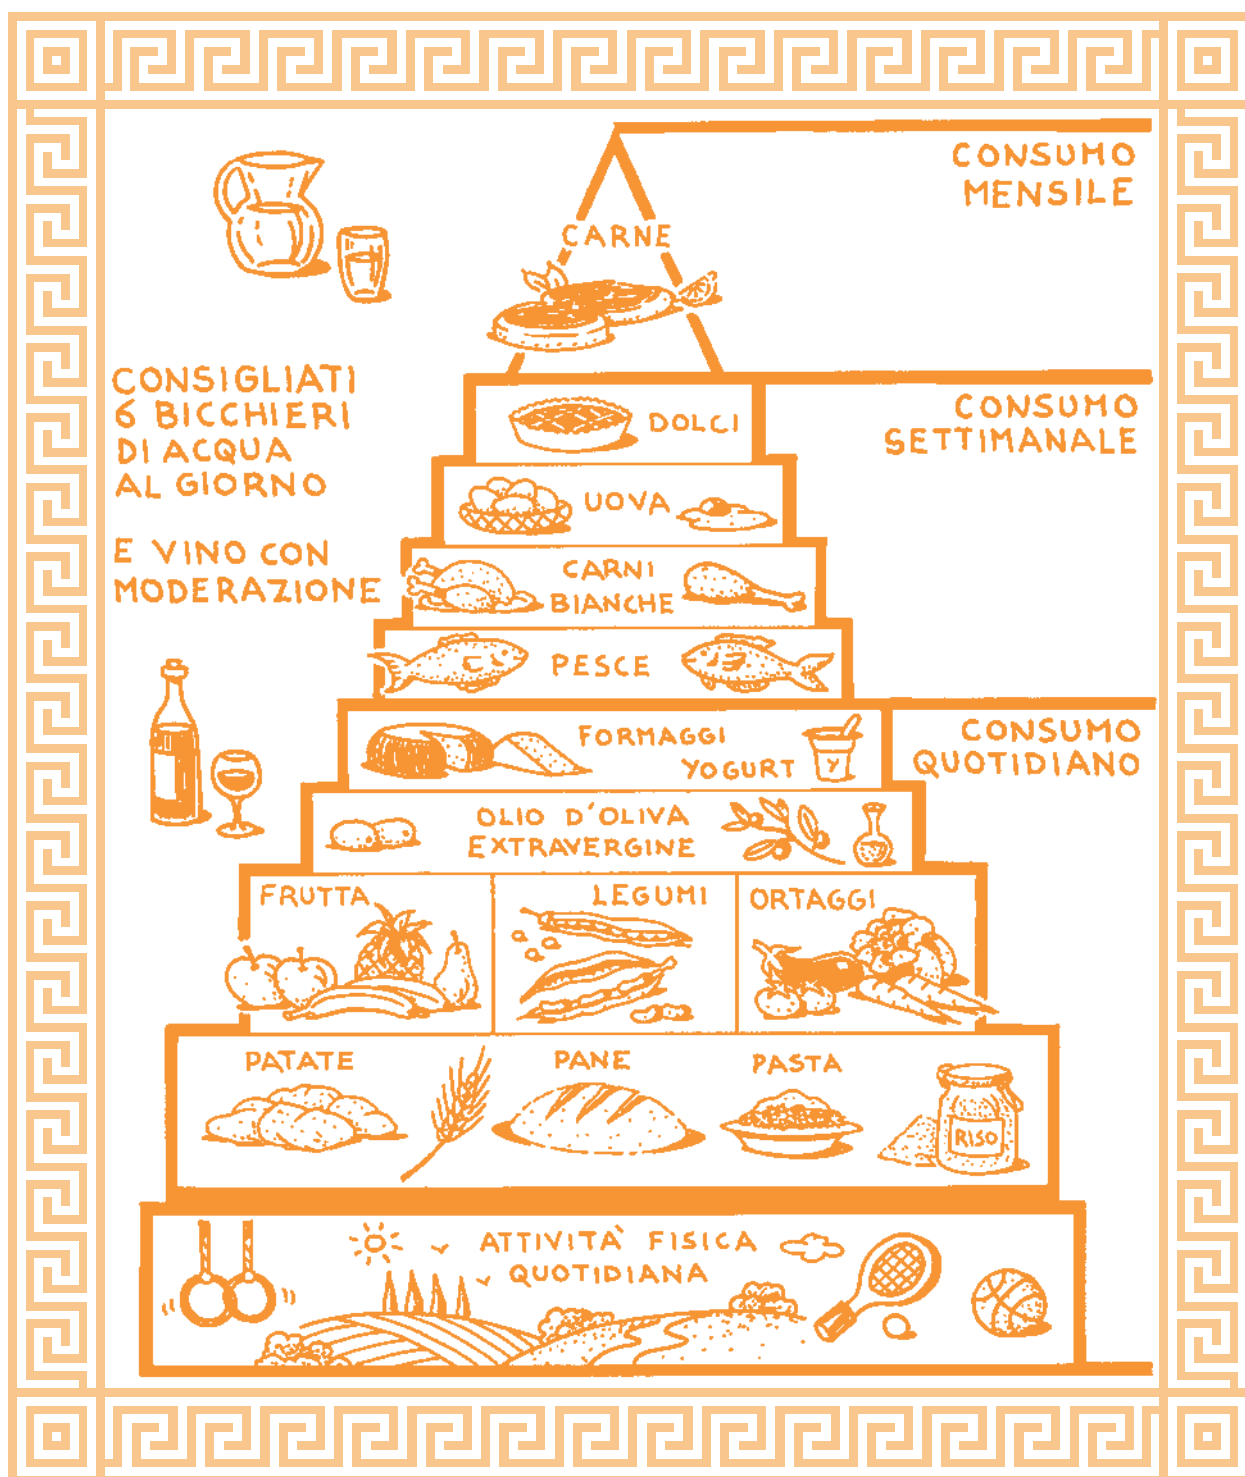 CONSUMO
MENSILE
CARNE
CONSIGLIATI
6 BICCHIERI
DI ACQUA
AL GIORNO
E VINO CON
MODERAZIONE
CONSUMO
SETTIMANALE
DOLCI
UOVA
CARNI
BIANCHE
PESCE
CONSUMO
QUOTIDIANO
FORMAGGI
YOGURT
Y
OLIO D'OLIVA
EXTRAVERGINE
FRUTTA
LEGUMI
ORTAGGI
PATATE
PANE
PASTA
RISO
ATTIVITÀ FISICA
QUOTIDIANA